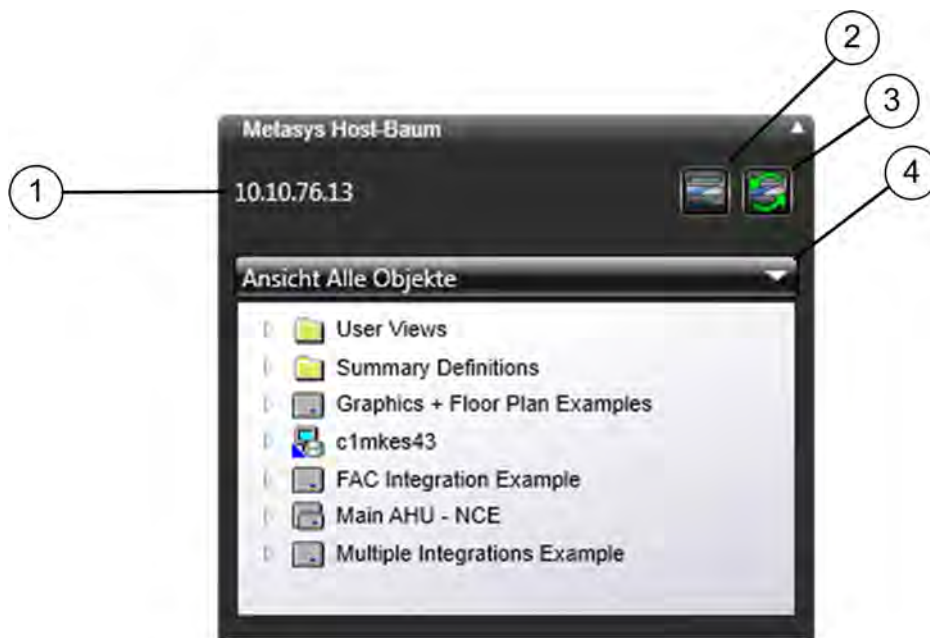 2
3
Metasys Host-Baum
4
1
10.10.76.13
Ansicht Alle Objekte
User Views
Summary Definitions
Graphics + Floor Plan Examples
c1mkes43
FAC Integration Example
Main AHU - NCE
Multiple Integrations Example